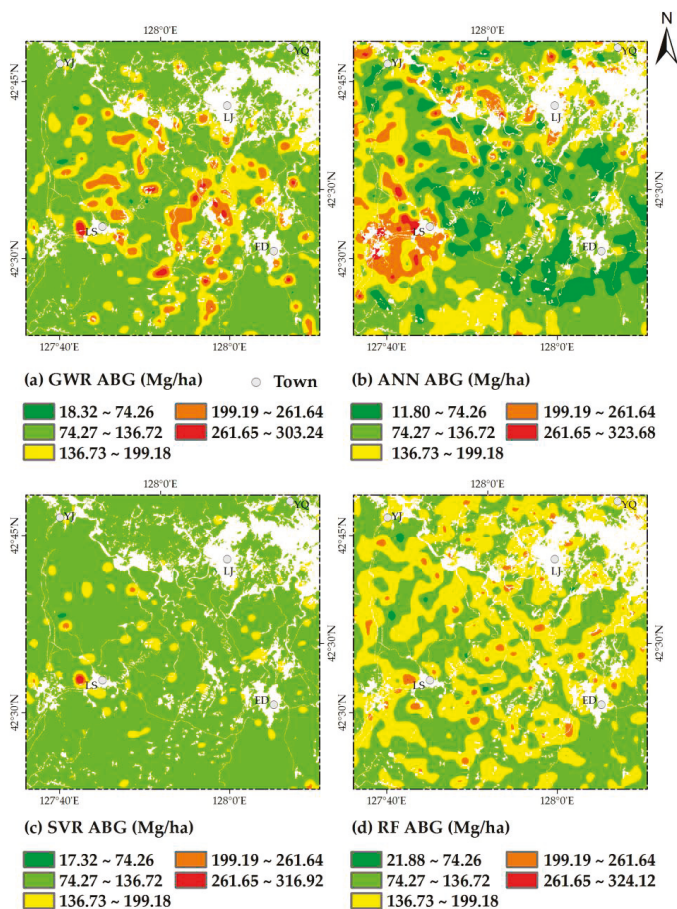 N
128°0'E
42°45'N
42°30'N
42°30'N
127°40'E
128°0'E
YJ
YQ
LJ
LS
ED
128°0'E
42°45'N
42°30'N
42°30'N
127°40'E
128°0'E
YJ
YQ
LJ
LS
ED
(a) GWR ABG (Mg/ha)
Town
(b) ANN ABG (Mg/ha)
18.32 ~ 74.26
199.19 ~ 261.64
74.27 ~ 136.72
261.65 ~ 303.24
136.73 ~ 199.18
11.80 ~ 74.26
199.19 ~ 261.64
74.27 ~ 136.72
261.65 ~ 323.68
136.73 ~ 199.18
128°0'E
42°45'N
42°30'N
42°30'N
127°40'E
128°0'E
YJ
YQ
LJ
LS
ED
128°0'E
42°45'N
42°30'N
42°30'N
127°40'E
128°0'E
YJ
YQ
LJ
LS
ED
(c) SVR ABG (Mg/ha)
(d) RF ABG (Mg/ha)
17.32 ~ 74.26
199.19 ~ 261.64
74.27 ~ 136.72
261.65 ~ 316.92
136.73 ~ 199.18
21.88 ~ 74.26
199.19 ~ 261.64
74.27 ~ 136.72
261.65 ~ 324.12
136.73 ~ 199.18